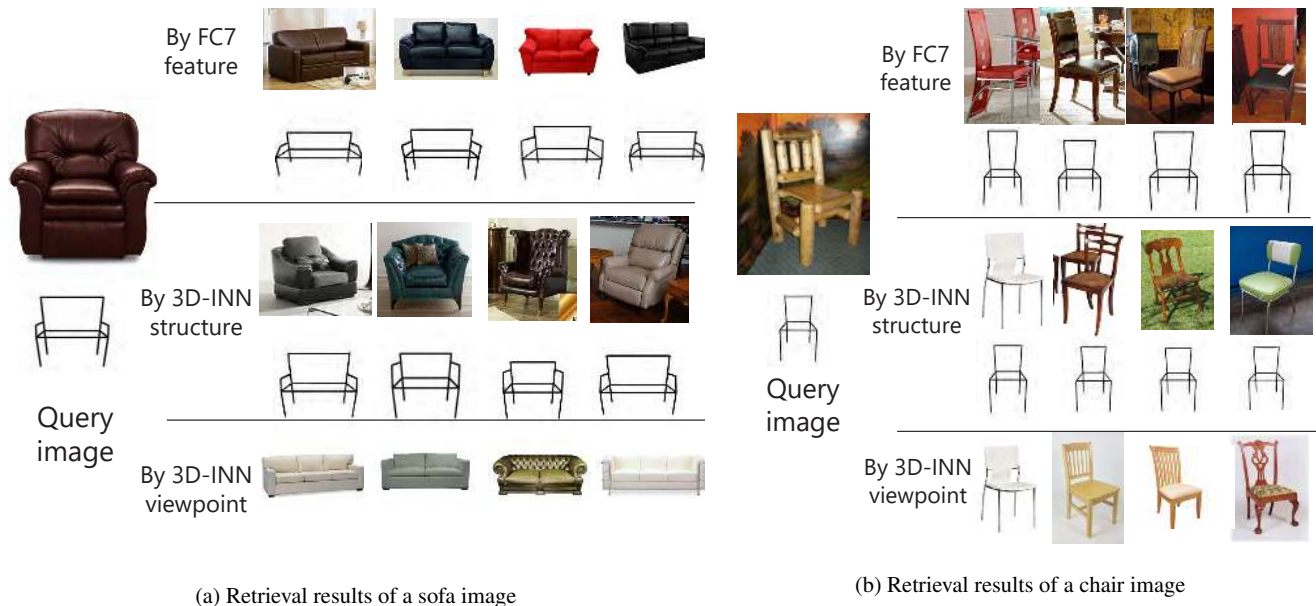 By FC7
feature
By 3D-INN
structure
Query
image
By 3D-INN
viewpoint
(a) Retrieval results of a sofa image
By FC7
feature
By 3D-INN
structure
Query
image
By 3D-INN
viewpoint
(b) Retrieval results of a chair image